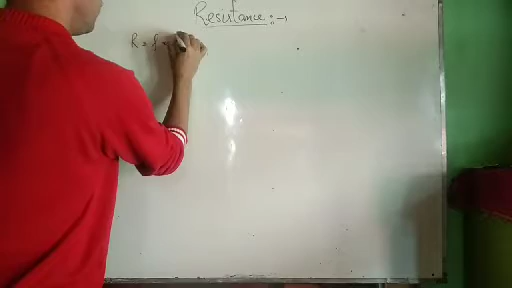 Resistance :- →
R = ρ